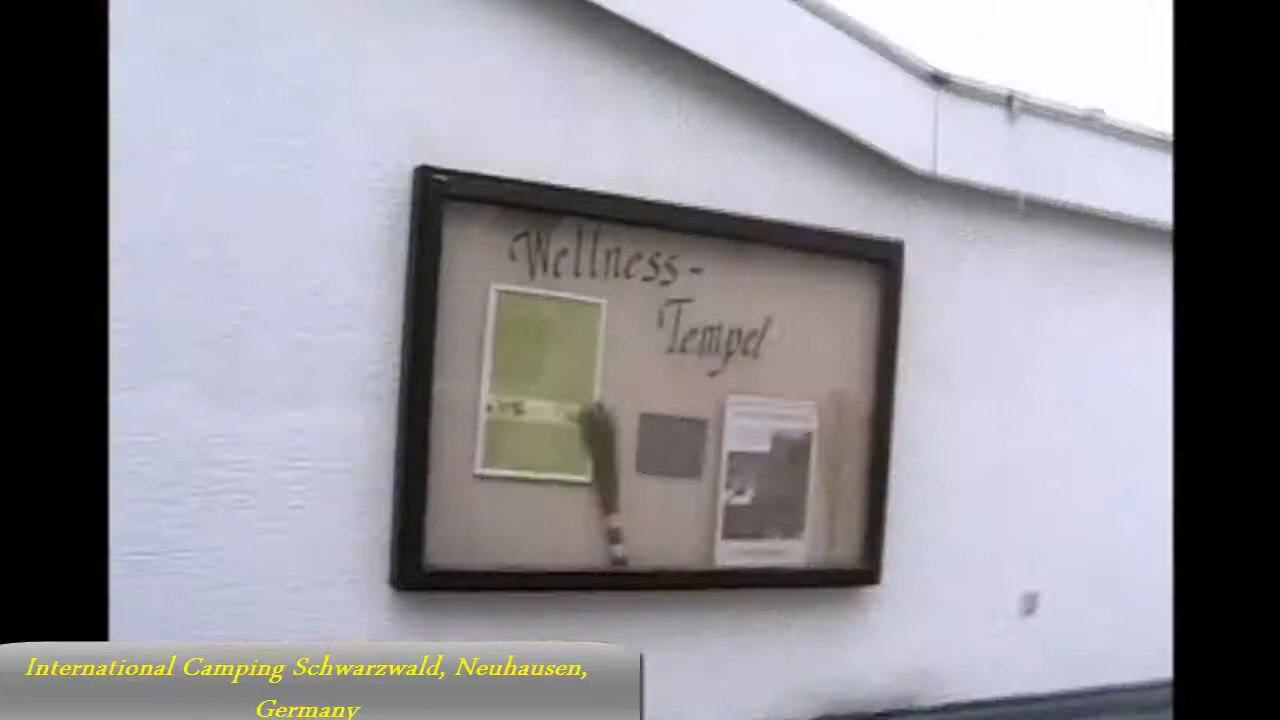 Wellness-
Tempel
International Camping Schwarzwald, Neuhausen,
Germany